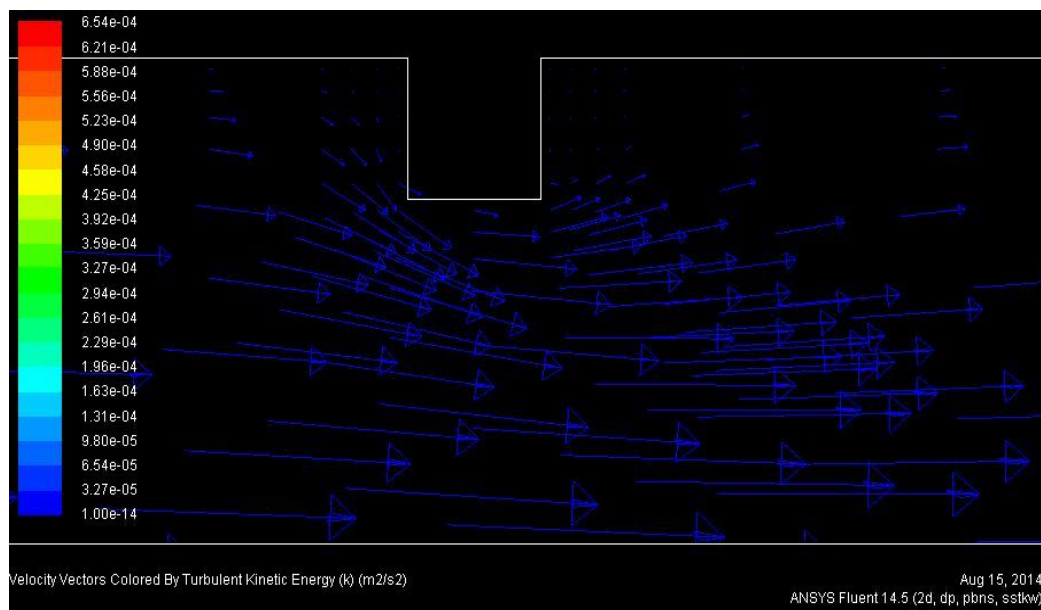 6.54e-04
6.21e-04
5.88e-04
5.56e-04
5.23e-04
4.90e-04
4.58e-04
4.25e-04
3.92e-04
3.59e-04
3.27e-04
2.94e-04
2.61e-04
2.29e-04
1.96e-04
1.63e-04
1.31e-04
9.80e-05
6.54e-05
3.27e-05
1.00e-14
Velocity Vectors Colored By Turbulent Kinetic Energy (k) (m2/s2)
Aug 15, 2014
ANSYS Fluent 14.5 (2d, dp, pbns, sstkw)